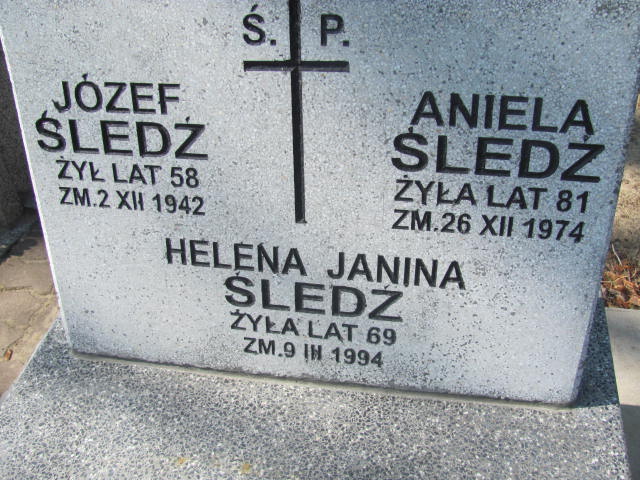 Ś. P.
JÓZEF
ŚLEDŹ
ŻYŁ LAT 58
ZM.2 XII 1942
ANIELA
ŚLEDŹ
ŻYŁA LAT 81
ZM.26 XII 1974
HELENA JANINA
ŚLEDŹ
ŻYŁA LAT 69
ZM.9 III 1994